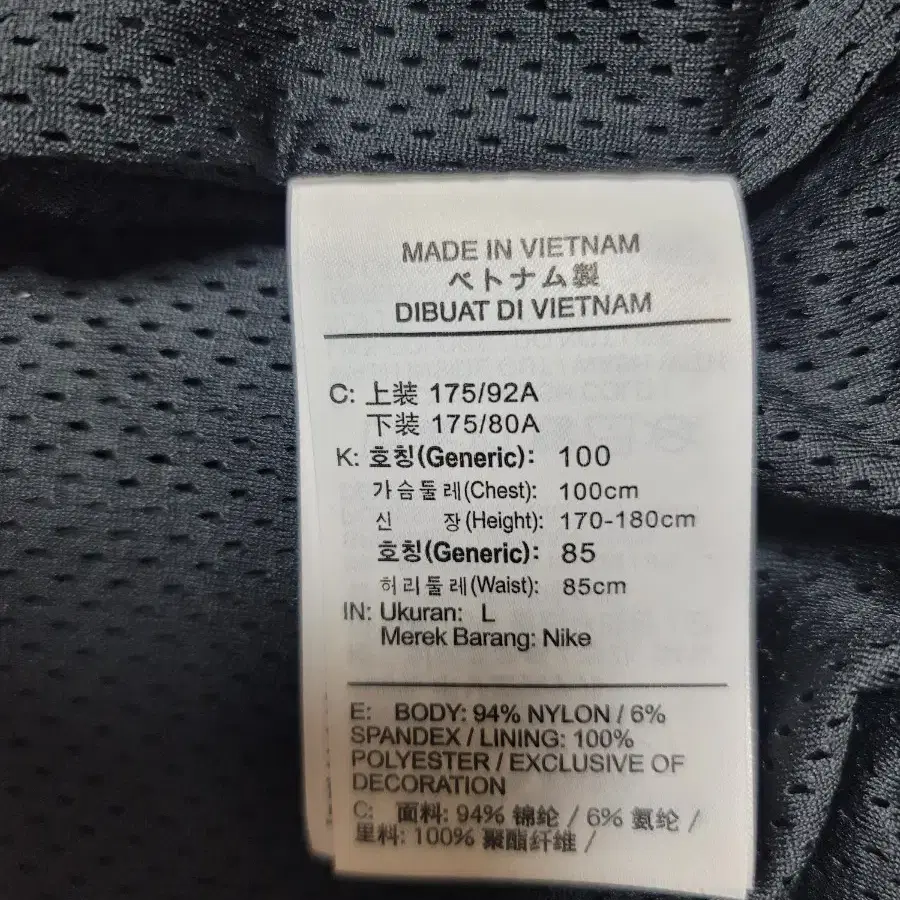 MADE IN VIETNAM
ベトナム製
DIBUAT DI VIETNAM
C: 上装 175/92A
下装 175/80A
K: 호칭(Generic): 100
가슴둘레(Chest): 100cm
신 장(Height): 170-180cm
호칭(Generic): 85
허리둘레(Waist): 85cm
IN: Ukuran: L
Merek Barang: Nike
E: BODY: 94% NYLON / 6%
SPANDEX / LINING: 100%
POLYESTER / EXCLUSIVE OF
DECORATION
C: 面料: 94% 锦纶 / 6% 氨纶 /
里料: 100% 聚酯纤维 /